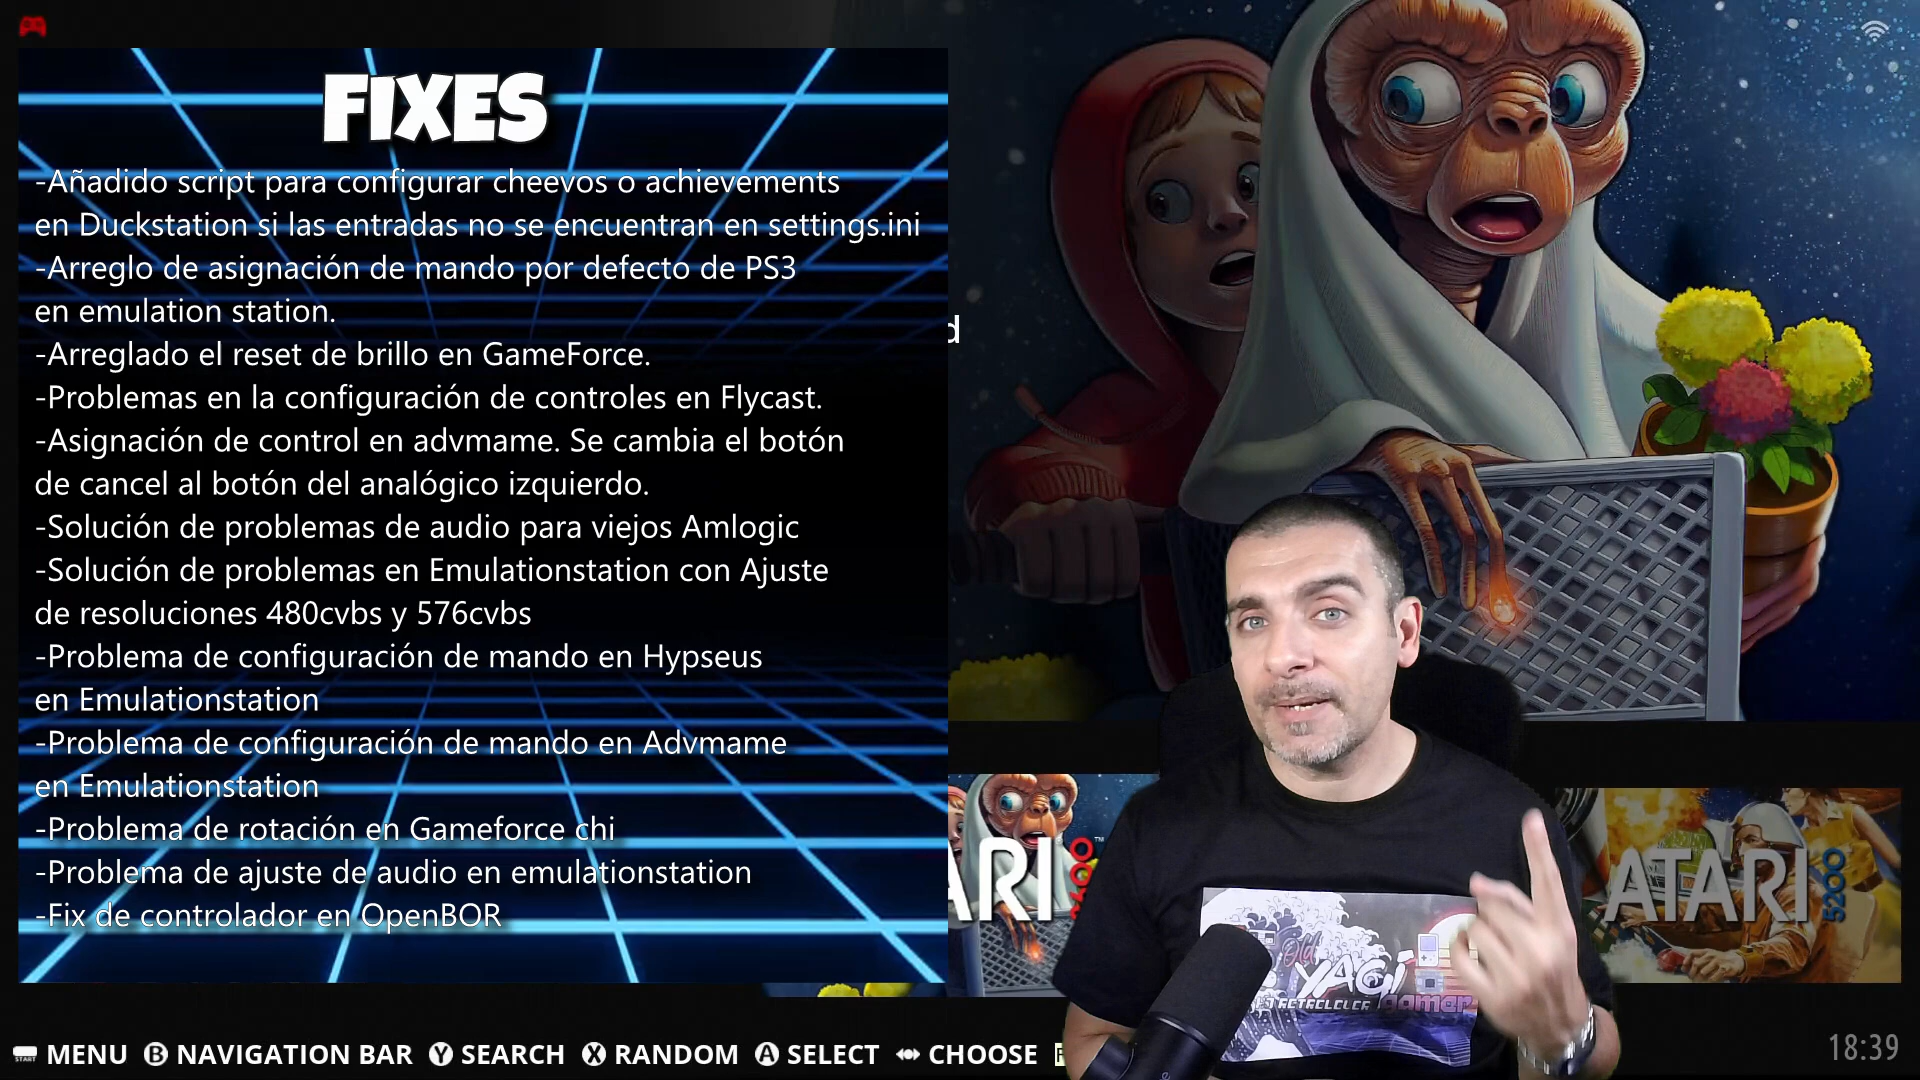 FIXES
-Añadido script para configurar cheevos o achievements
en Duckstation si las entradas no se encuentran en settings.ini
-Arreglo de asignación de mando por defecto de PS3
en emulation station.
-Arreglado el reset de brillo en GameForce.
-Problemas en la configuración de controles en Flycast.
-Asignación de control en advmame. Se cambia el botón
de cancel al botón del analógico izquierdo.
-Solución de problemas de audio para viejos Amlogic
-Solución de problemas en Emulationstation con Ajuste
de resoluciones 480cvbs y 576cvbs
-Problema de configuración de mando en Hypseus
en Emulationstation
-Problema de configuración de mando en Advmame
en Emulationstation
-Problema de rotación en Gameforce chi
-Problema de ajuste de audio en emulationstation
-Fix de controlador en OpenBOR
ATARI 5200
Old
YAGI
gamer
START MENU B NAVIGATION BAR Y SEARCH X RANDOM A SELECT CHOOSE
18:39